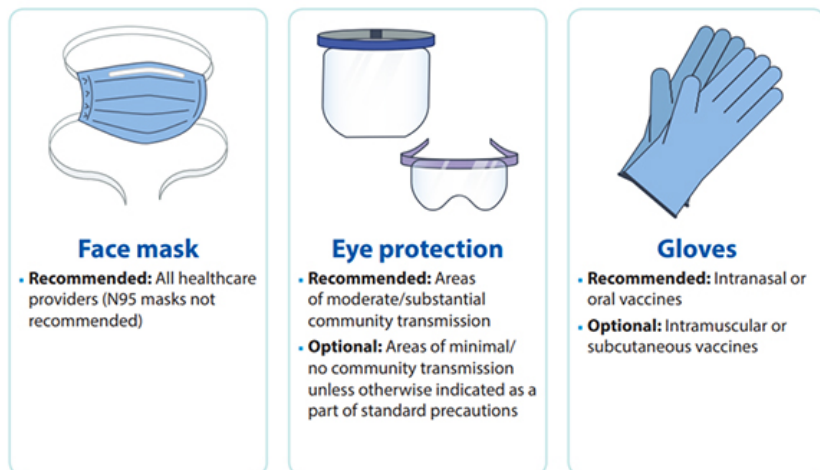 Face mask
▪ Recommended: All healthcare
providers (N95 masks not
recommended)
Eye protection
▪ Recommended: Areas
of moderate/substantial
community transmission
▪ Optional: Areas of minimal/
no community transmission
unless otherwise indicated as a
part of standard precautions
Gloves
▪ Recommended: Intranasal or
oral vaccines
▪ Optional: Intramuscular or
subcutaneous vaccines